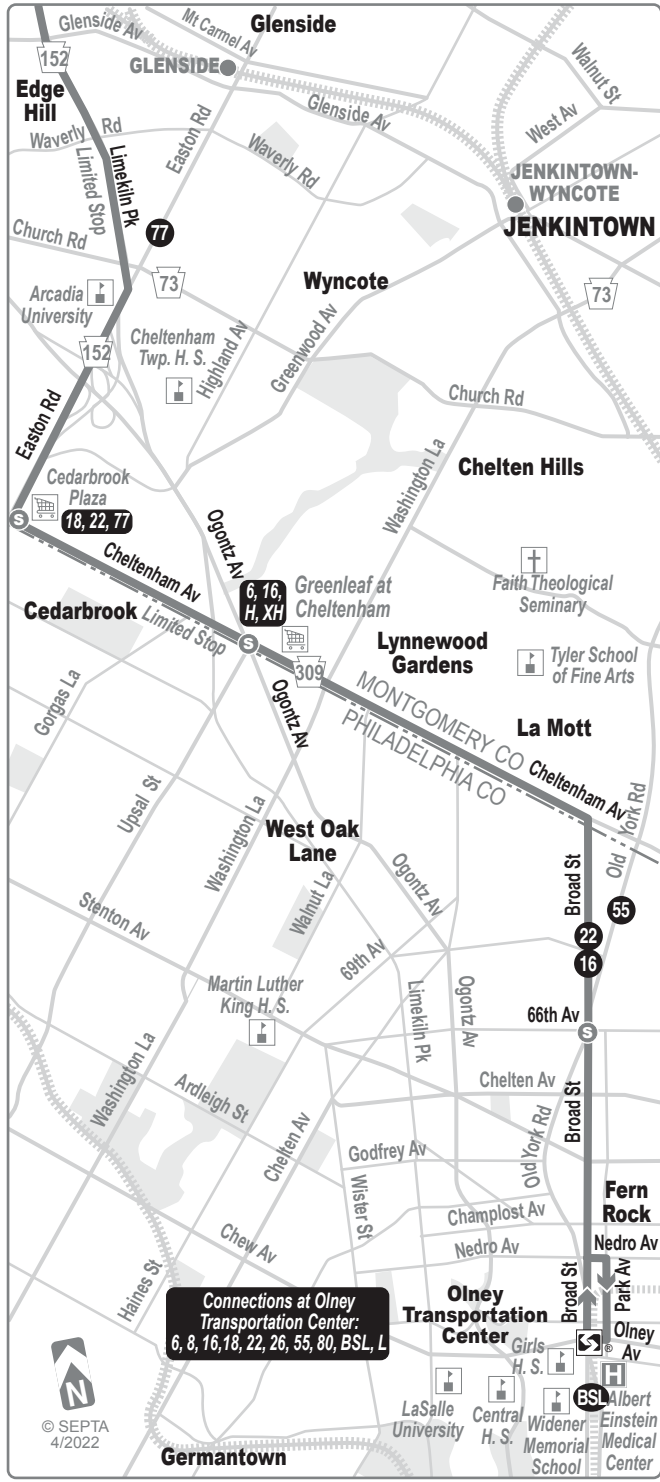 Glenside
Mt Carmel Av
Glenside Av
152
GLENSIDE
Walnut St
Edge
Hill
Glenside Av
West Av
Waverly Rd
Limited Stop
Limekiln Pk
Easton Rd
Waverly Rd
JENKINTOWN-
WYNCOTE
JENKINTOWN
77
Church Rd
73
Wyncote
73
Arcadia
University
152
Cheltenham
Twp. H. S.
Highland Av
Greenwood Av
Church Rd
Easton Rd
Washington La
Chelten Hills
Cedarbrook
Plaza
18, 22, 77
S
Cheltenham Av
Ogontz Av
6, 16,
H, XH
Greenleaf at
Cheltenham
Faith Theological
Seminary
Cedarbrook
Limited Stop
S
309
Lynnewood
Gardens
Tyler School
of Fine Arts
Gorgas La
Ogontz Av
MONTGOMERY CO
PHILADELPHIA CO
La Mott
Cheltenham Av
Old York Rd
Upsal St
Washington La
West Oak
Lane
Walnut La
Ogontz Av
Broad St
55
22
16
Stenton Av
69th Av
Martin Luther
King H. S.
Limekiln Pk
Ogontz Av
66th Av
S
Washington La
Ardleigh St
Chelten Av
Chelten Av
Broad St
Old York Rd
Godfrey Av
Wister St
Fern
Rock
Champlost Av
Chew Av
Nedro Av
Nedro Av
Haines St
Broad St
Park Av
Connections at Olney
Transportation Center:
6, 8, 16,18, 22, 26, 55, 80, BSL, L
Olney
Transportation
Center
®
Olney
Av
Girls
H. S.
H
N
LaSalle
University
Central
H. S.
Widener
Memorial
School
BSL
Albert
Einstein
Medical
Center
© SEPTA
4/2022
Germantown